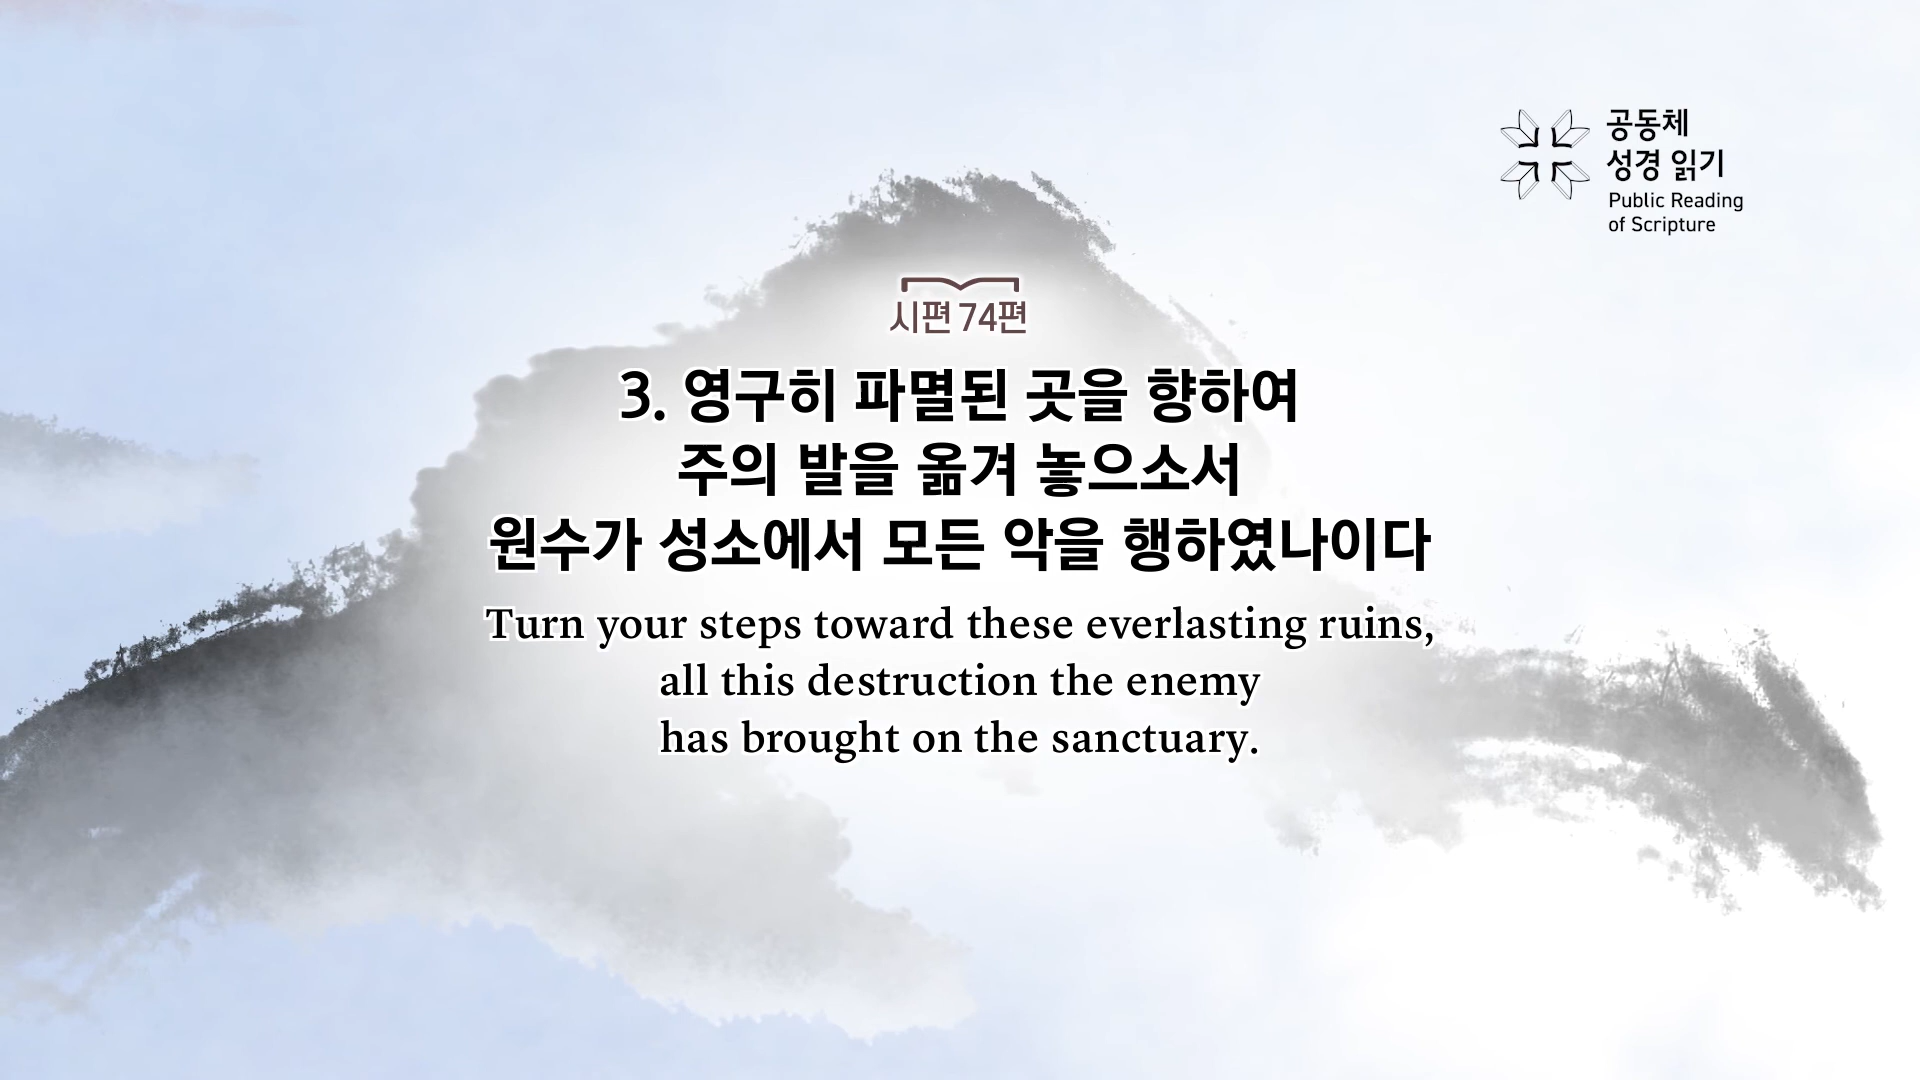 공동체
성경 읽기
Public Reading
of Scripture
시편 74편
3. 영구히 파멸된 곳을 향하여
주의 발을 옮겨 놓으소서
원수가 성소에서 모든 악을 행하였나이다
Turn your steps toward these everlasting ruins,
all this destruction the enemy
has brought on the sanctuary.